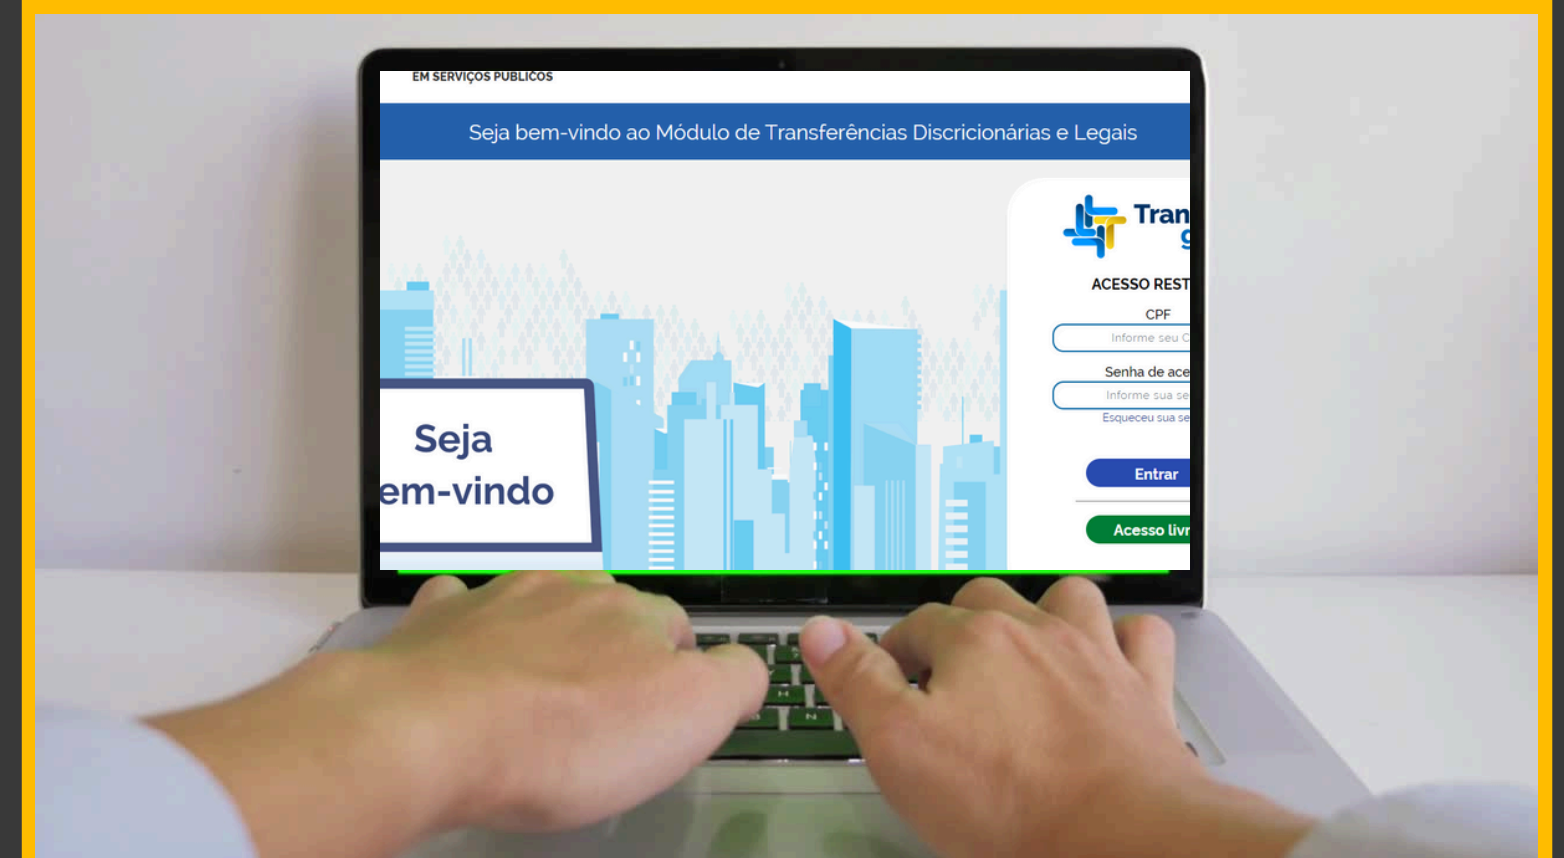 EM SERVIÇOS PÚBLICOS
Seja bem-vindo ao Módulo de Transferências Discricionárias e Legais
Tran
g
ACESSO REST
CPF
Informe seu C
Senha de ace
Informe sua se
Esqueceu sua se
Seja
em-vindo
Entrar
Acesso livr